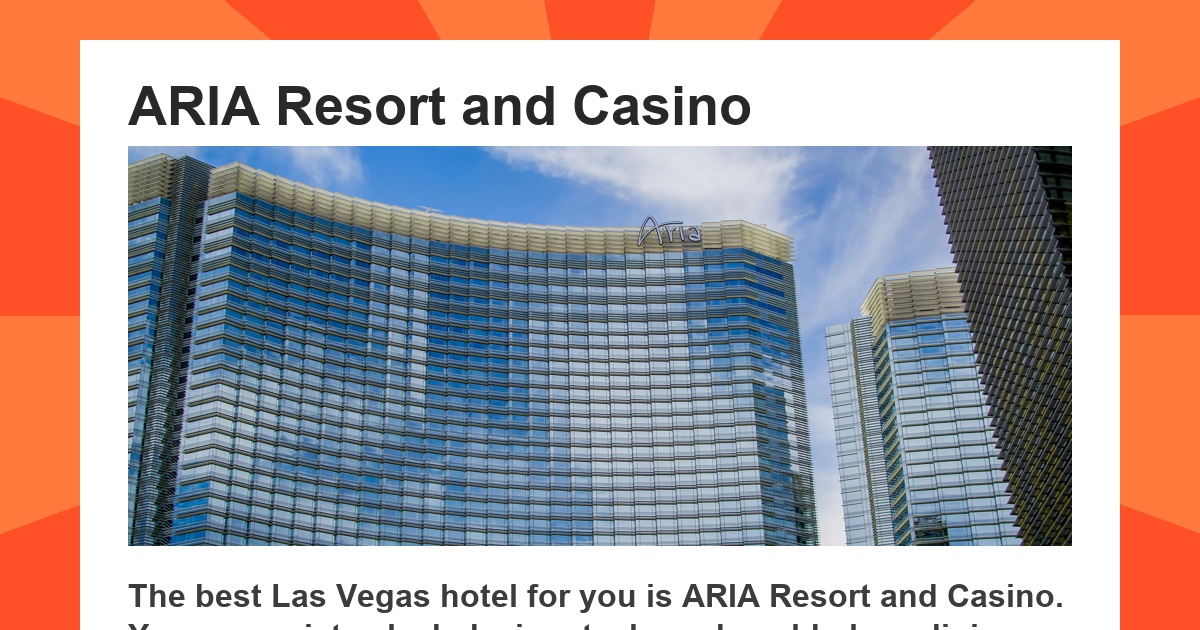 ARIA Resort and Casino
Aria
The best Las Vegas hotel for you is ARIA Resort and Casino.